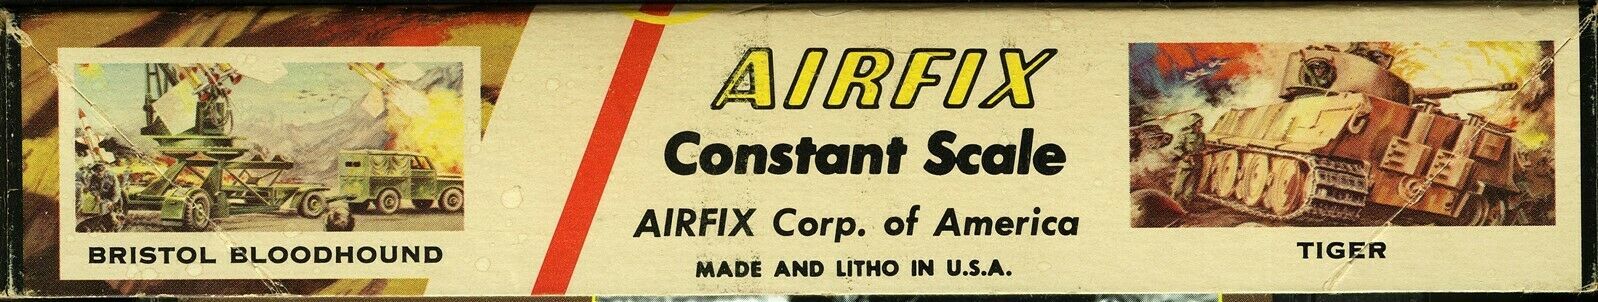 AIRFIX
Constant Scale
AIRFIX Corp. of America
MADE AND LITHO IN U.S.A.
BRISTOL BLOODHOUND
TIGER